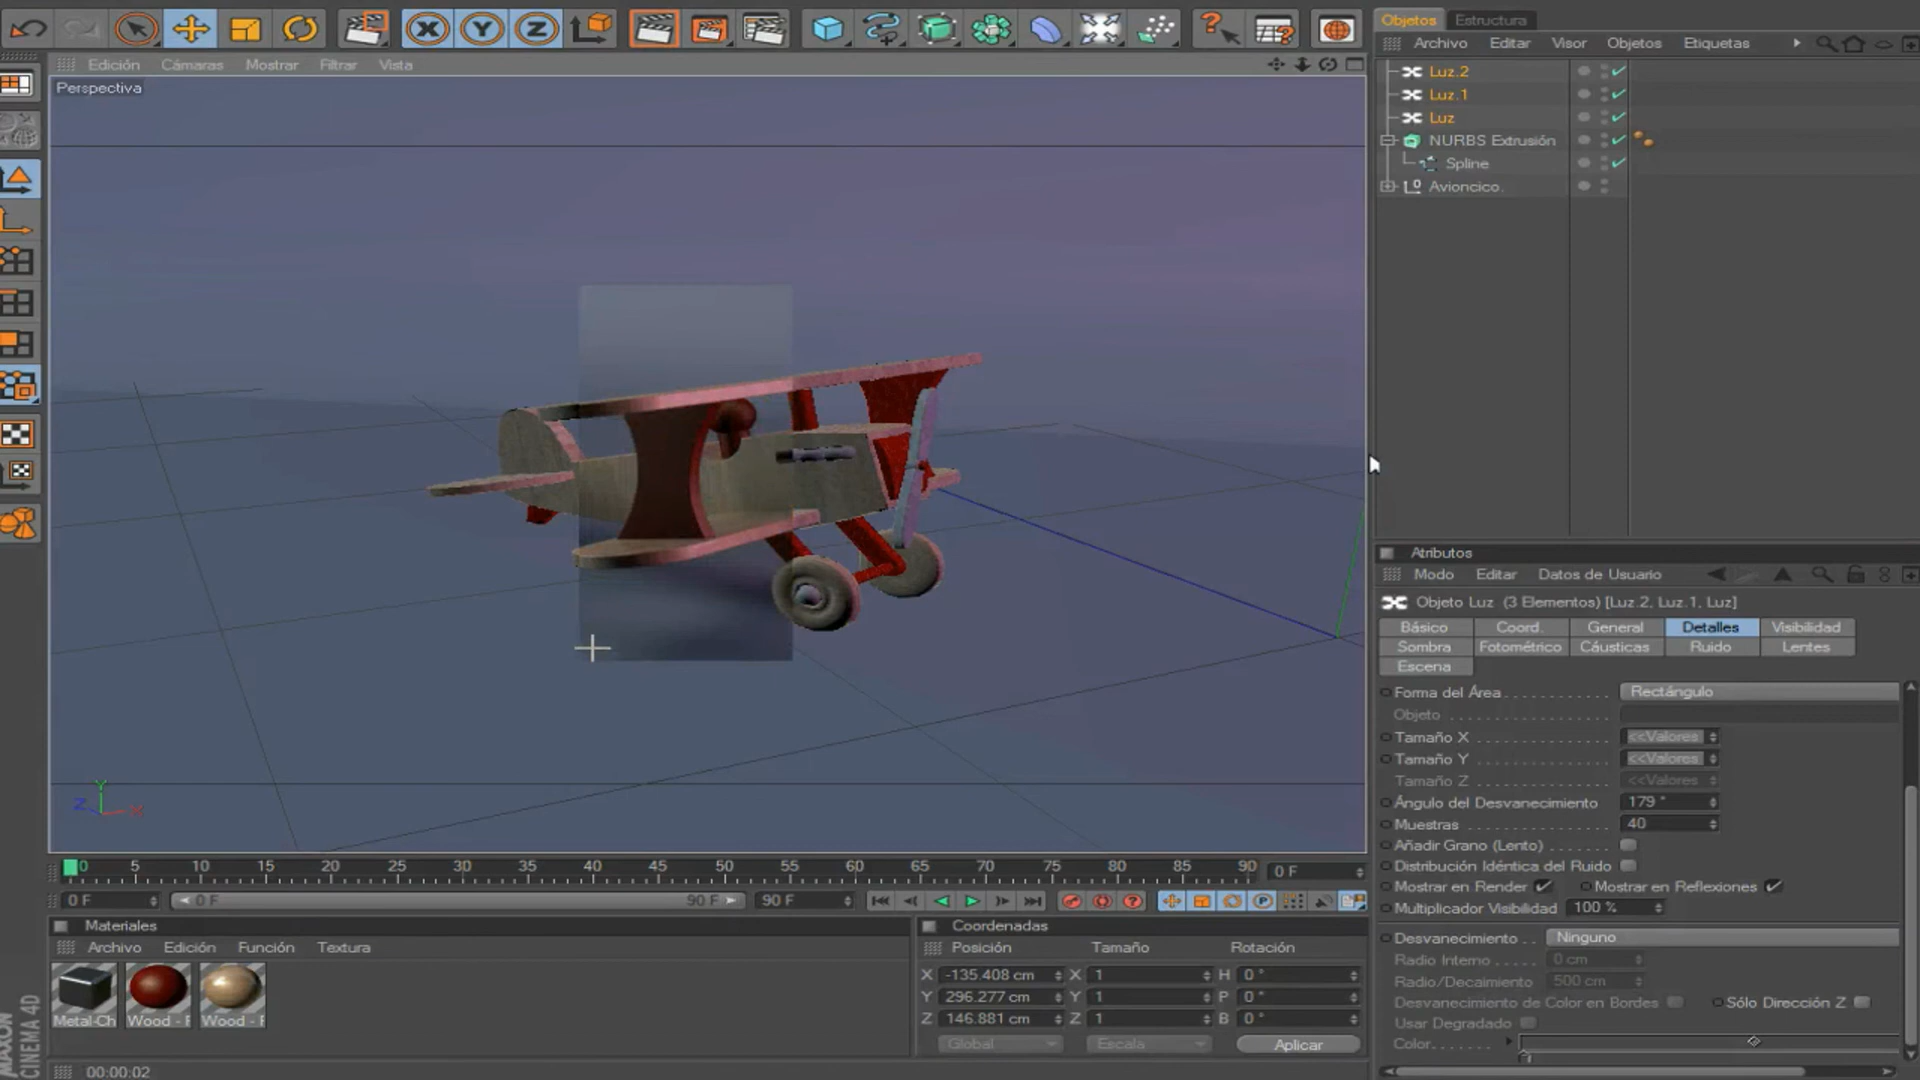 Objetos Estructura
Archivo Editar Visor Objetos Etiquetas
Edición Cámaras Mostrar Filtrar Vista
Perspectiva
Luz.2
Luz.1
Luz
NURBS Extrusión
Spline
Avioncico.
Atributos
Modo Editar Datos de Usuario
Objeto Luz (3 Elementos) [Luz.2, Luz.1, Luz]
Básico Coord. General Detalles Visibilidad
Sombra Fotométrico Cáusticas Ruido Lentes
Escena
Forma del Área Rectángulo
Objeto
Tamaño X <<Valores
Tamaño Y <<Valores
Tamaño Z <<Valores
Ángulo del Desvanecimiento 179 °
Muestras 40
Añadir Grano (Lento)
Distribución Idéntica del Ruido
Mostrar en Render Mostrar en Reflexiones
Multiplicador Visibilidad 100 %
Desvanecimiento Ninguno
Radio Interno 0 cm
Radio/Decaimiento 500 cm
Desvanecimiento de Color en Bordes Sólo Dirección Z
Usar Degradado
Color
Y
Z X
0 5 10 15 20 25 30 35 40 45 50 55 60 65 70 75 80 85 90 0 F
0 F 0 F 90 F 90 F
Materiales
Archivo Edición Función Textura
Metal-Ch Wood - F Wood - F
Coordenadas
Posición Tamaño Rotación
X -135.408 cm X 1 H 0 °
Y 296.277 cm Y 1 P 0 °
Z 146.881 cm Z 1 B 0 °
Global Escala Aplicar
MAXON
CINEMA 4D
00:00:02